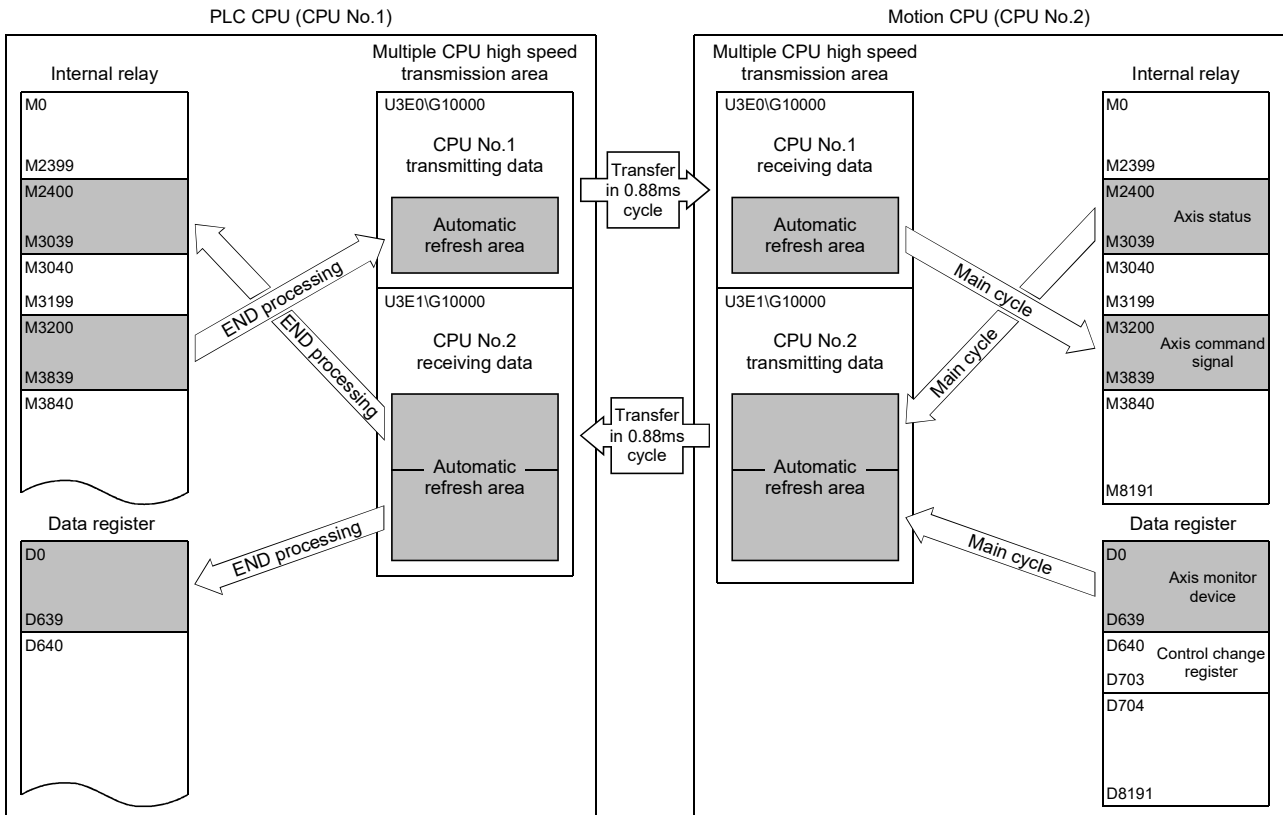 PLC CPU (CPU No.1)
Internal relay
M0
M2399
M2400
M3039
M3040
M3199
M3200
M3839
M3840
Data register
D0
D639
D640
END processing
END processing
END processing
Multiple CPU high speed
transmission area
U3E0\G10000
CPU No.1
transmitting data
Automatic
refresh area
U3E1\G10000
CPU No.2
receiving data
Automatic
refresh area
Transfer
in 0.88ms
cycle
Transfer
in 0.88ms
cycle
Motion CPU (CPU No.2)
Multiple CPU high speed
transmission area
U3E0\G10000
CPU No.1
receiving data
Automatic
refresh area
U3E1\G10000
CPU No.2
transmitting data
Automatic
refresh area
Main cycle
Main cycle
Main cycle
Internal relay
M0
M2399
M2400
Axis status
M3039
M3040
M3199
M3200
Axis command
signal
M3839
M3840
M8191
Data register
D0
Axis monitor
device
D639
D640
Control change
register
D703
D704
D8191